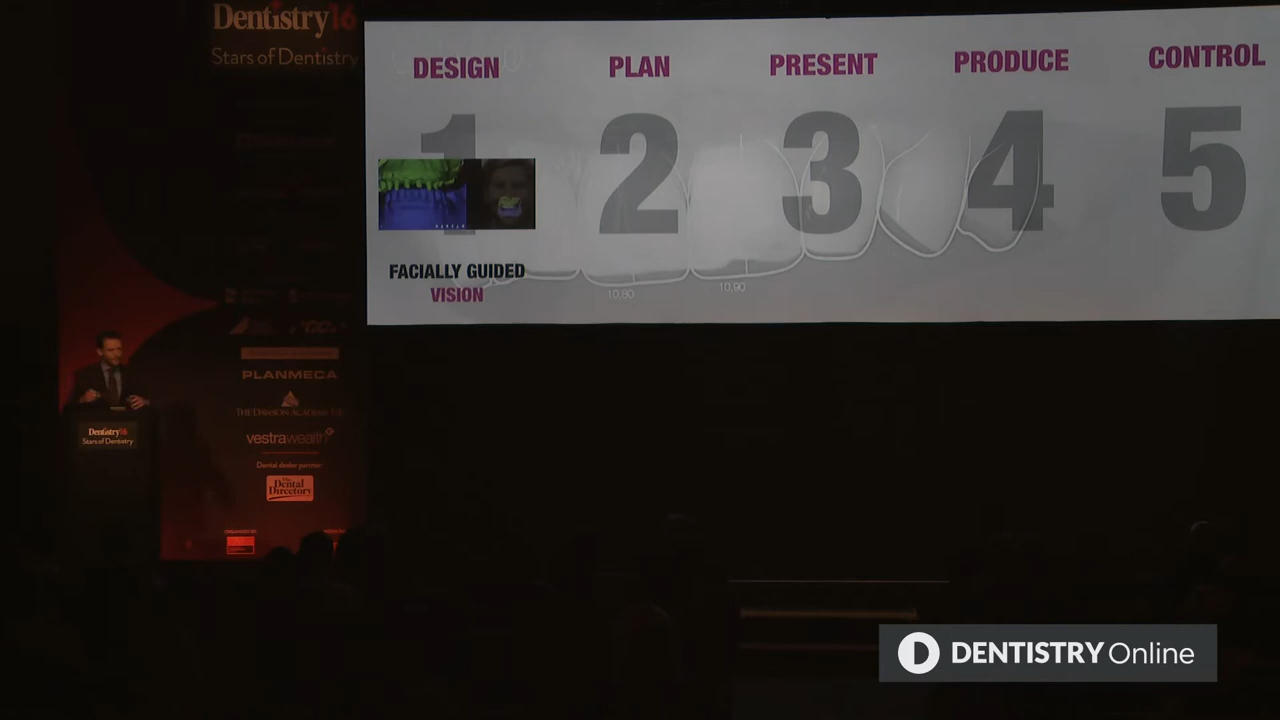 Dentistry16
Stars of Dentistry
DESIGN
PLAN
PRESENT
PRODUCE
CONTROL
1
2
3
4
5
FACIALLY GUIDED
VISION
10,80
10,90
PLANMECA
THE DAWSON ACADEMY
vestrawealth
Dental dealer partner
The
Dental
Directory
Dentistry16
Stars of Dentistry
DENTISTRY Online